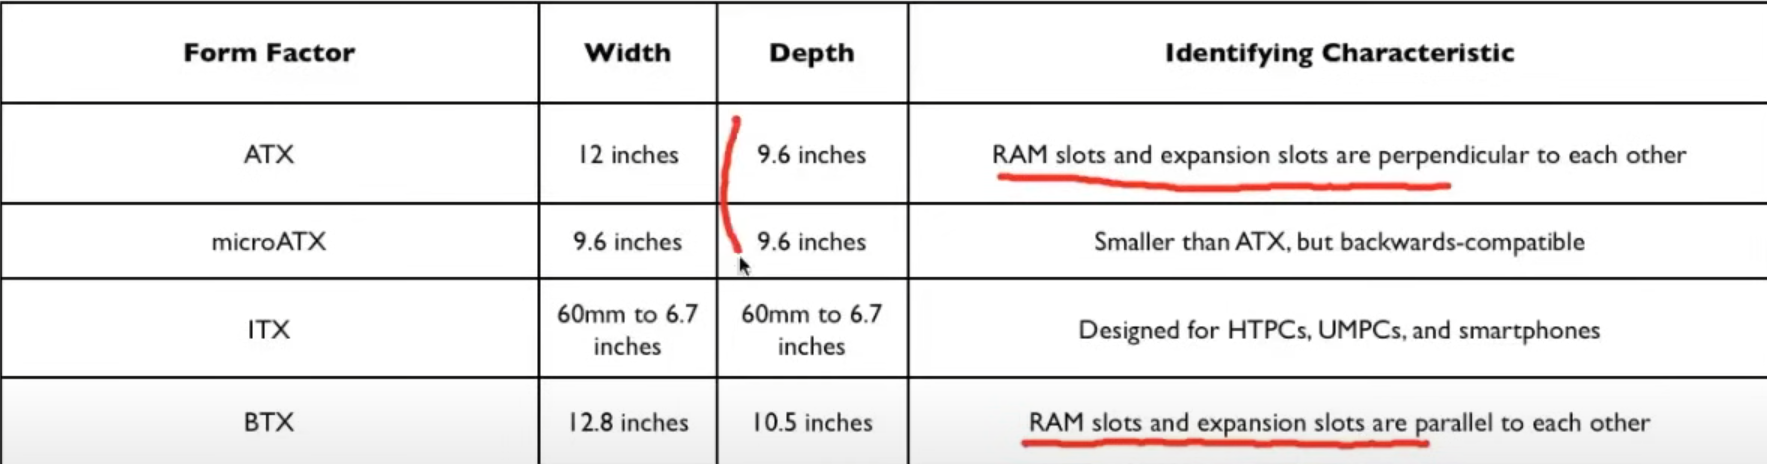 Form Factor Width Depth Identifying Characteristic
ATX 12 inches 9.6 inches RAM slots and expansion slots are perpendicular to each other
microATX 9.6 inches 9.6 inches Smaller than ATX, but backwards-compatible
ITX 60mm to 6.7 inches 60mm to 6.7 inches Designed for HTPCs, UMPCs, and smartphones
BTX 12.8 inches 10.5 inches RAM slots and expansion slots are parallel to each other